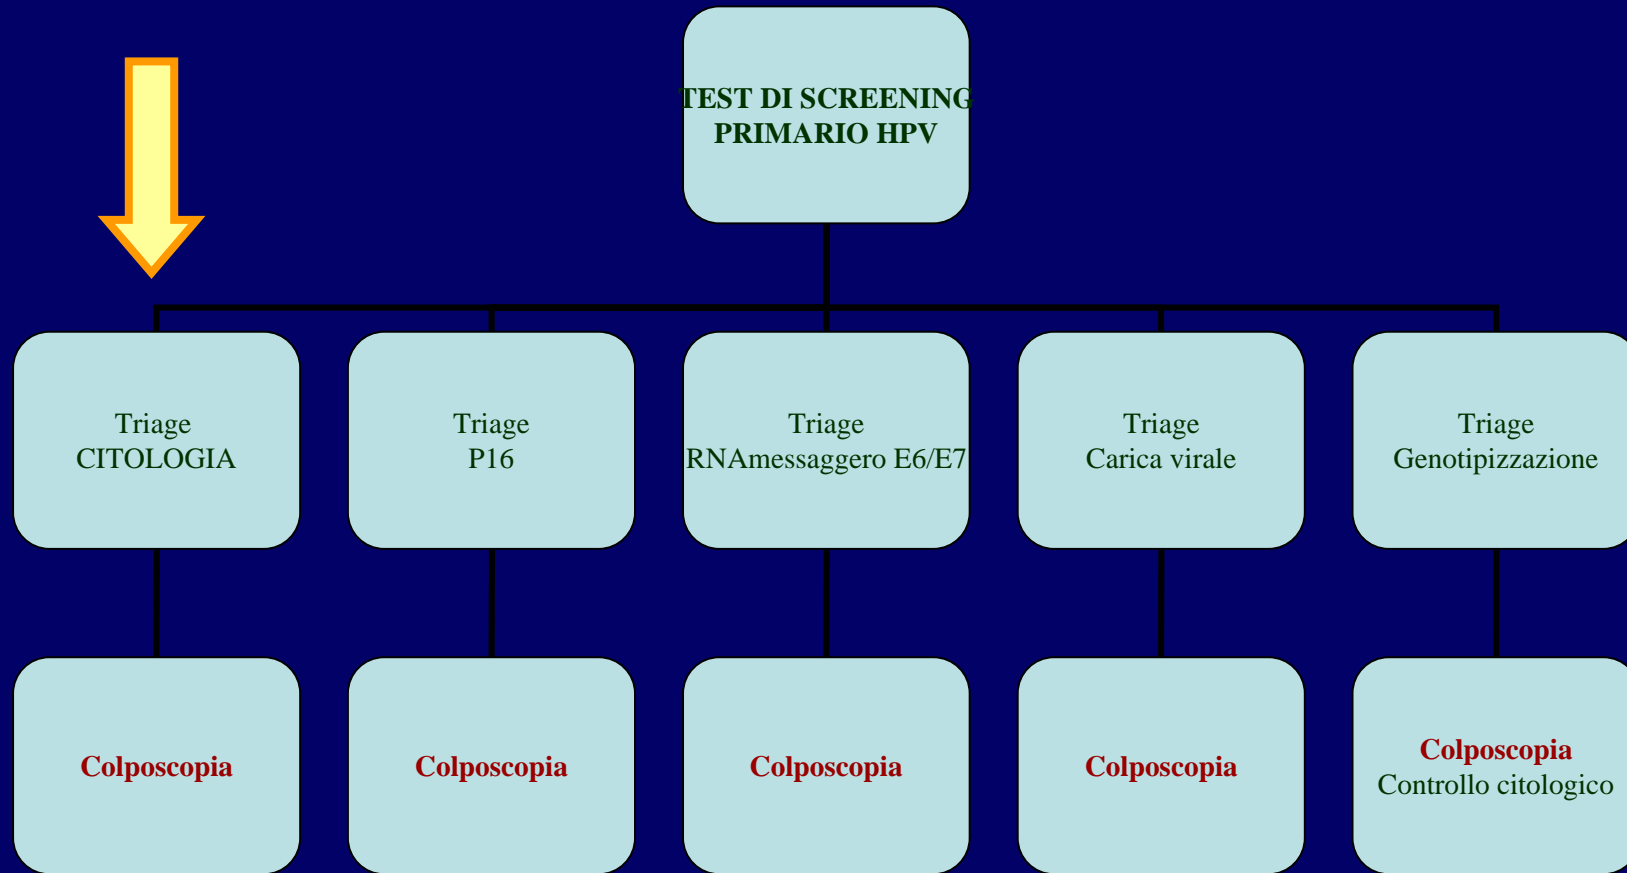 TEST DI SCREENING
PRIMARIO HPV
Triage
CITOLOGIA
Triage
P16
Triage
RNAmessaggero E6/E7
Triage
Carica virale
Triage
Genotipizzazione
Colposcopia
Colposcopia
Colposcopia
Colposcopia
Colposcopia
Controllo citologico